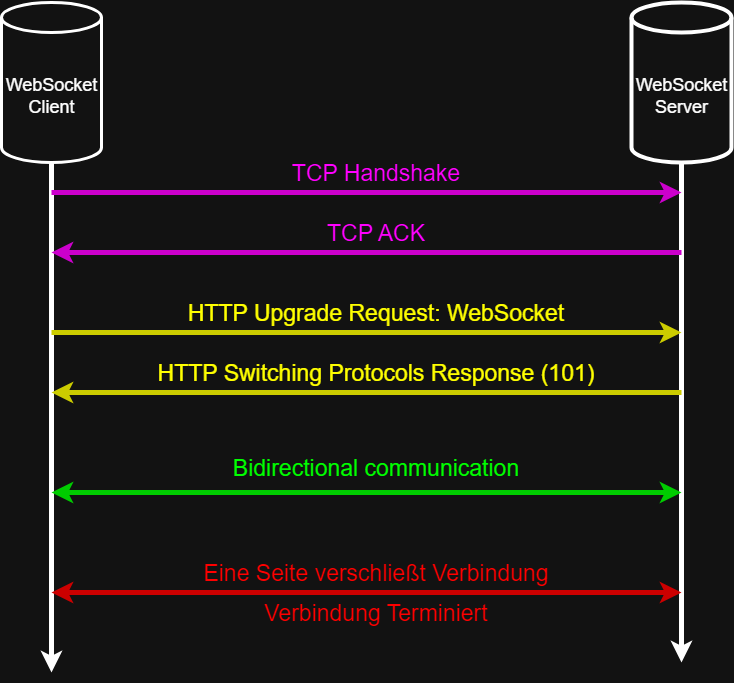 WebSocket
Client
WebSocket
Server
TCP Handshake
TCP ACK
HTTP Upgrade Request: WebSocket
HTTP Switching Protocols Response (101)
Bidirectional communication
Eine Seite verschließt Verbindung
Verbindung Terminiert